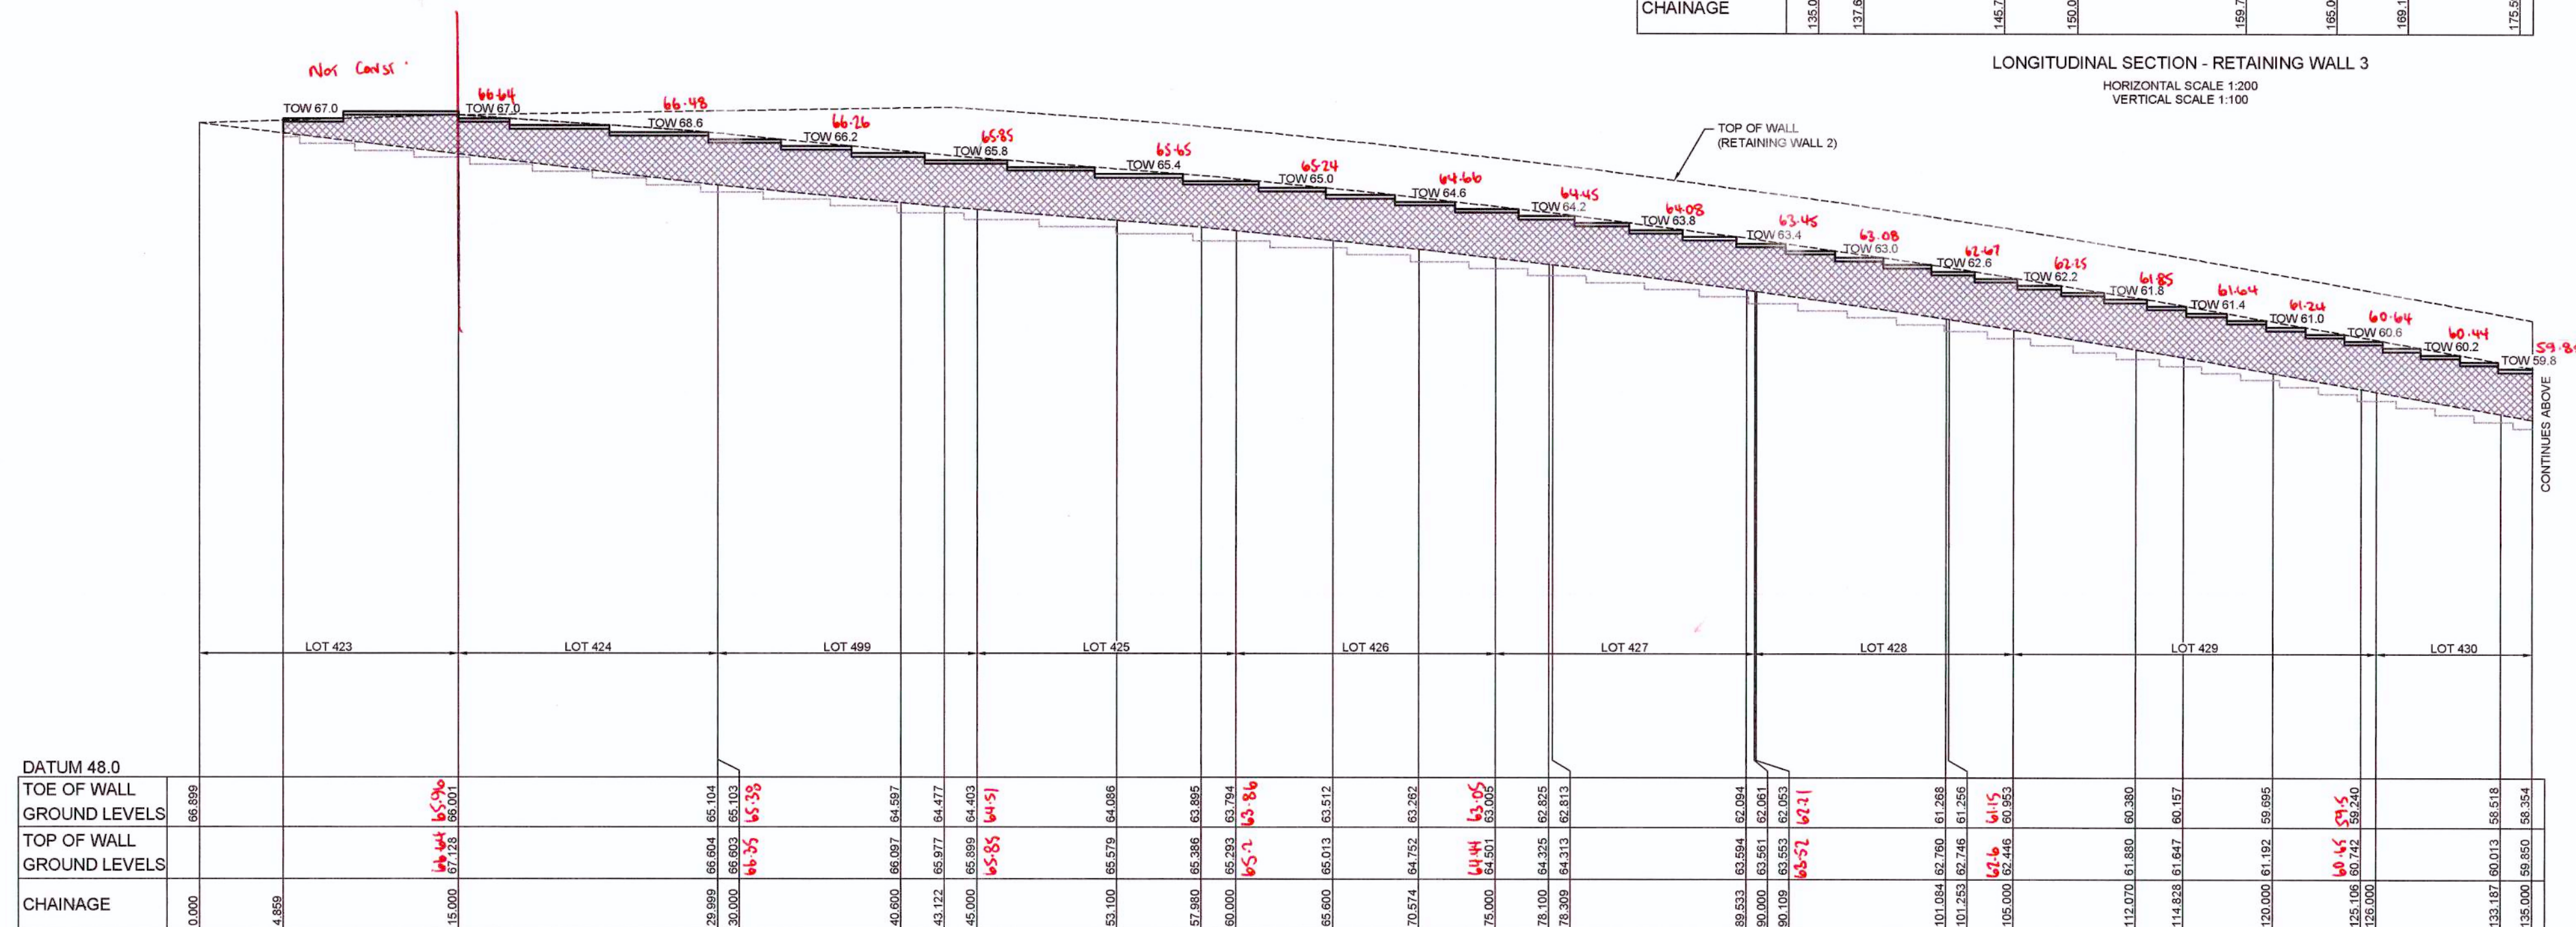 CHAINAGE
LONGITUDINAL SECTION - RETAINING WALL 3
HORIZONTAL SCALE 1:200
VERTICAL SCALE 1:100
Not Const.
TOP OF WALL
(RETAINING WALL 2)
66.64
66.48
66.26
65.85
65.65
65.24
64.66
64.45
64.08
63.45
63.08
62.67
62.25
61.85
61.64
61.24
60.64
60.44
TOW 67.0
TOW 67.0
TOW 68.6
TOW 66.2
TOW 65.8
TOW 65.4
TOW 65.0
TOW 64.6
TOW 64.2
TOW 63.8
TOW 63.4
TOW 63.0
TOW 62.6
TOW 62.2
TOW 61.8
TOW 61.4
TOW 61.0
TOW 60.6
TOW 60.2
TOW 59.8
CONTINUES ABOVE
LOT 423
LOT 424
LOT 499
LOT 425
LOT 426
LOT 427
LOT 428
LOT 429
LOT 430
DATUM 48.0
TOE OF WALL
GROUND LEVELS
66.899
65.96
66.001
65.104
65.103
65.38
64.597
64.477
64.403
64.51
64.086
63.895
63.794
63.86
63.512
63.262
63.05
63.005
62.825
62.813
62.094
62.061
62.053
62.21
61.268
61.256
61.15
60.953
60.380
60.157
59.695
59.5
59.240
58.518
58.354
TOP OF WALL
GROUND LEVELS
66.64
67.128
66.604
66.603
66.35
66.097
65.977
65.899
65.85
65.579
65.386
65.293
65.2
65.013
64.752
64.44
64.501
64.325
64.313
63.594
63.561
63.553
63.52
62.760
62.746
62.6
62.446
61.880
61.647
61.192
60.65
60.742
60.013
59.850
CHAINAGE
0.000
4.859
15.000
29.999
30.000
40.600
43.122
45.000
53.100
57.980
60.000
65.600
70.574
75.000
78.100
78.309
89.533
90.000
90.109
101.084
101.253
105.000
112.070
114.828
120.000
125.106
126.000
133.187
135.000